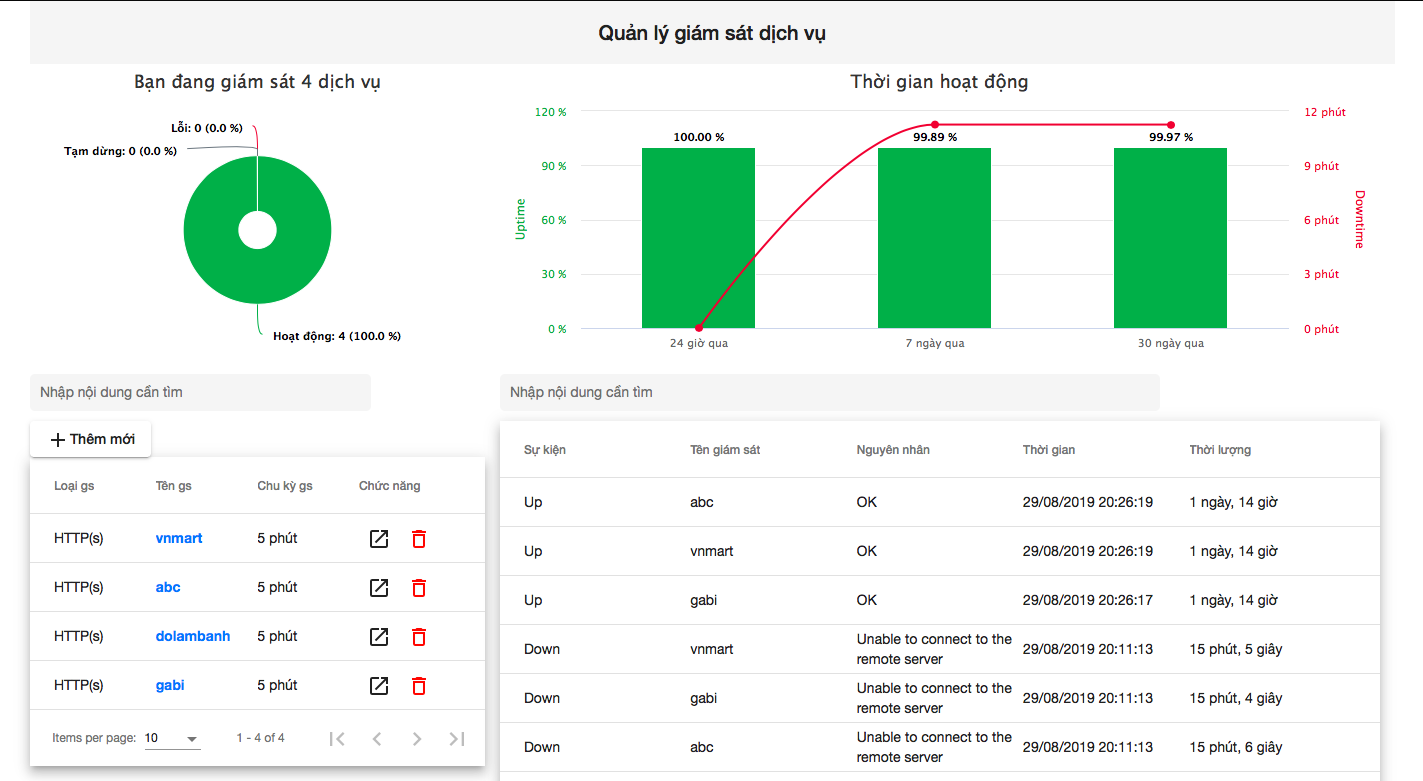 Quản lý giám sát dịch vụ
Bạn đang giám sát 4 dịch vụ
Lỗi: 0 (0.0 %)
Tạm dừng: 0 (0.0 %)
Hoạt động: 4 (100.0 %)
Thời gian hoạt động
120 %
90 %
60 %
30 %
0 %
Uptime
100.00 %
99.89 %
99.97 %
24 giờ qua
7 ngày qua
30 ngày qua
12 phút
9 phút
6 phút
3 phút
0 phút
Downtime
Nhập nội dung cần tìm
Thêm mới
Loại gs Tên gs Chu kỳ gs Chức năng
HTTP(s) vnmart 5 phút
HTTP(s) abc 5 phút
HTTP(s) dolambanh 5 phút
HTTP(s) gabi 5 phút
Items per page: 10 1 - 4 of 4
Nhập nội dung cần tìm
Sự kiện Tên giám sát Nguyên nhân Thời gian Thời lượng
Up abc OK 29/08/2019 20:26:19 1 ngày, 14 giờ
Up vnmart OK 29/08/2019 20:26:19 1 ngày, 14 giờ
Up gabi OK 29/08/2019 20:26:17 1 ngày, 14 giờ
Down vnmart Unable to connect to the
remote server 29/08/2019 20:11:13 15 phút, 5 giây
Down gabi Unable to connect to the
remote server 29/08/2019 20:11:13 15 phút, 4 giây
Down abc Unable to connect to the
remote server 29/08/2019 20:11:13 15 phút, 6 giây